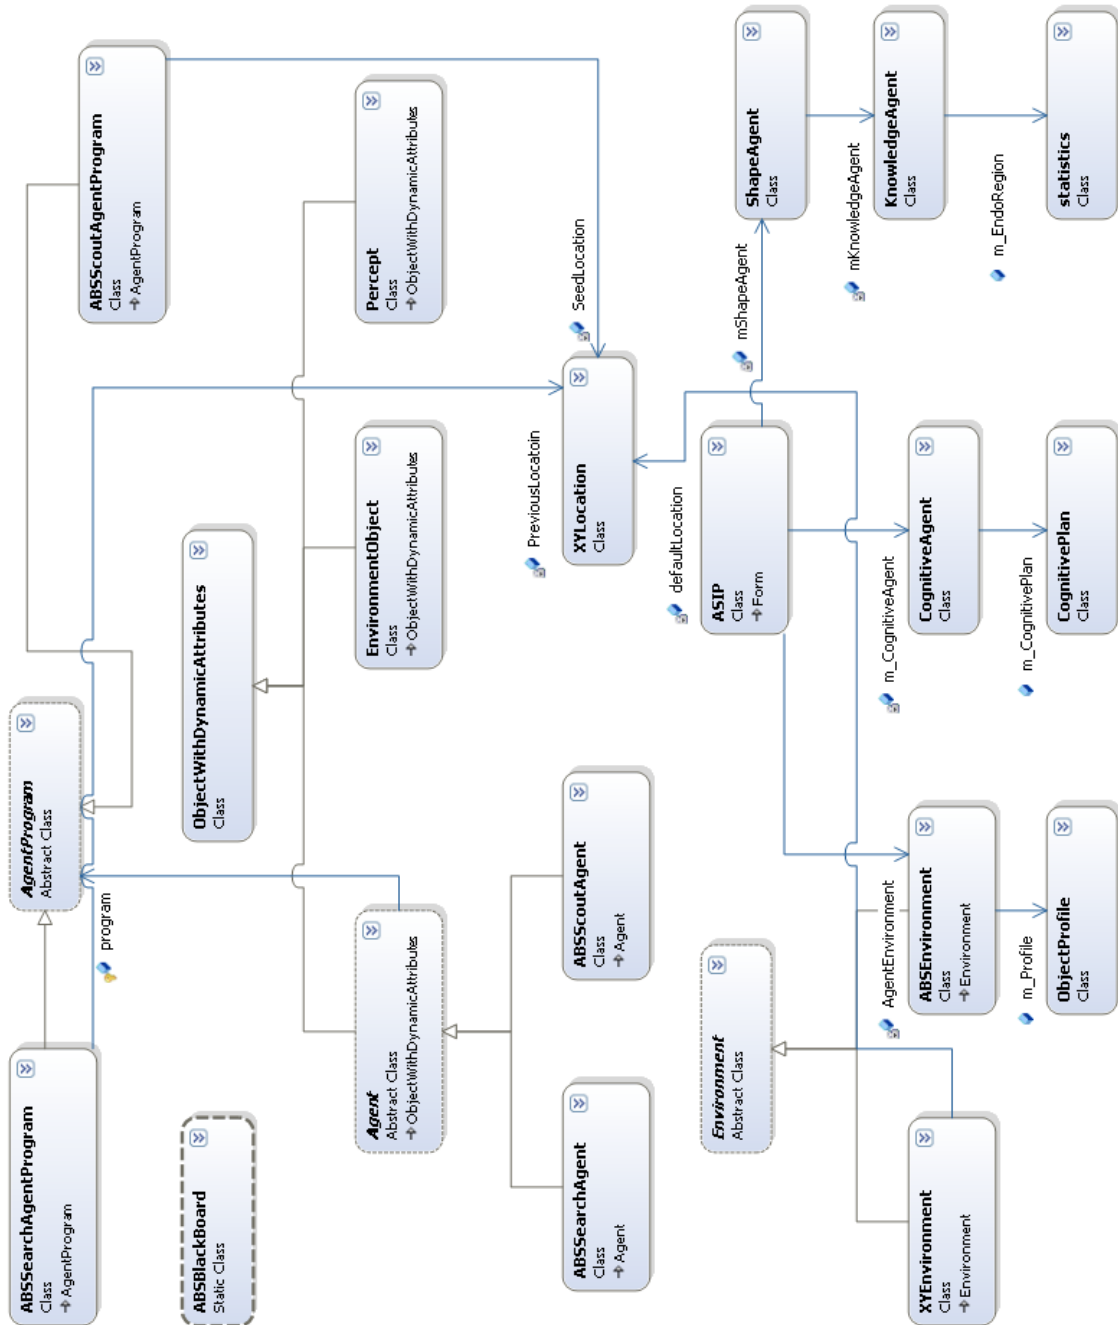 ABSSearchAgentProgram
Class
AgentProgram
AgentProgram
Abstract Class
ABSScoutAgentProgram
Class
AgentProgram
program
ABSBlackBoard
Static Class
ObjectWithDynamicAttributes
Class
Agent
Abstract Class
ObjectWithDynamicAttributes
EnvironmentObject
Class
ObjectWithDynamicAttributes
Percept
Class
ObjectWithDynamicAttributes
PreviousLocatoin
SeedLocation
ABSSearchAgent
Class
Agent
ABSScoutAgent
Class
Agent
XYLocation
Class
defaultLocation
mShapeAgent
Environment
Abstract Class
ASIP
Class
Form
ShapeAgent
Class
mKnowledgeAgent
AgentEnvironment
m_CognitiveAgent
XYEnvironment
Class
Environment
ABSEnvironment
Class
Environment
CognitiveAgent
Class
KnowledgeAgent
Class
m_Profile
m_CognitivePlan
m_EndoRegion
ObjectProfile
Class
CognitivePlan
Class
statistics
Class